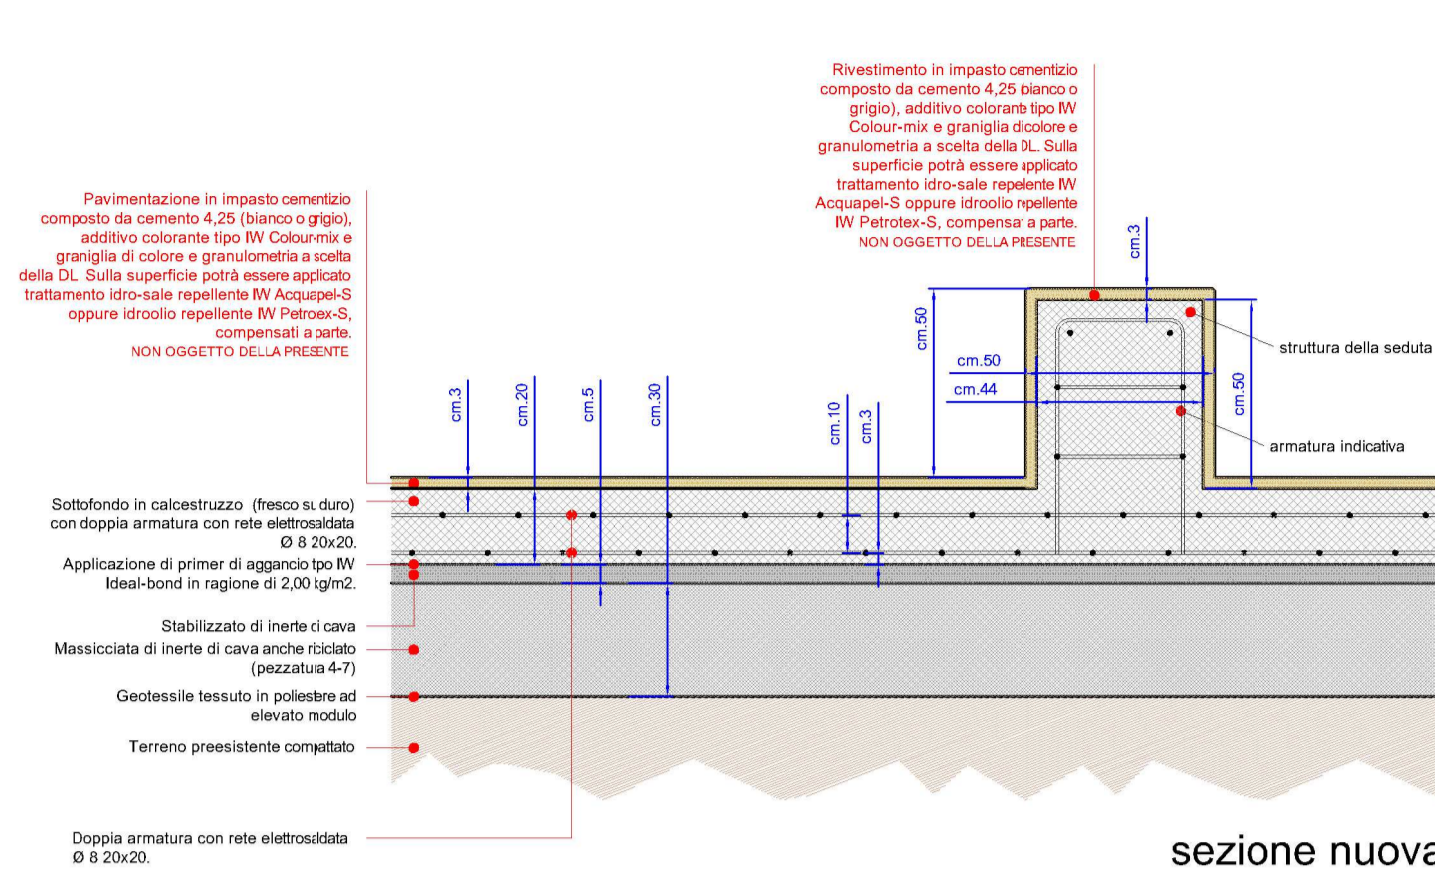 Rivestimento in impasto cementizio
composto da cemento 4,25 bianco o
grigio), additivo colorante tipo IW
Colour-mix e graniglia di colore e
granulometria a scelta della DL. Sulla
superficie potrà essere applicato
trattamento idro-sale repellente IW
Acquapel-S oppure idroolio repellente
IW Petrotex-S, compensa a parte.
NON OGGETTO DELLA PRESENTE
Pavimentazione in impasto cementizio
composto da cemento 4,25 (bianco o grigio),
additivo colorante tipo IW Colour-mix e
graniglia di colore e granulometria a scelta
della DL Sulla superficie potrà essere applicato
trattamento idro-sale repellente IW Acquapel-S
oppure idroolio repellente IW Petroex-S,
compensati a parte.
NON OGGETTO DELLA PRESENTE
cm.3
cm.50
cm.50
cm.44
cm.50
struttura della seduta
armatura indicativa
cm.3
cm.20
cm.5
cm.30
cm.10
cm.3
Sottofondo in calcestruzzo (fresco su duro)
con doppia armatura con rete elettrosaldata
Ø 8 20x20.
Applicazione di primer di aggancio tipo IW
Ideal-bond in ragione di 2,00 kg/m2.
Stabilizzato di inerte di cava
Massicciata di inerte di cava anche riciclato
(pezzatura 4-7)
Geotessile tessuto in poliestere ad
elevato modulo
Terreno preesistente compattato
Doppia armatura con rete elettrosaldata
Ø 8 20x20.
sezione nuova